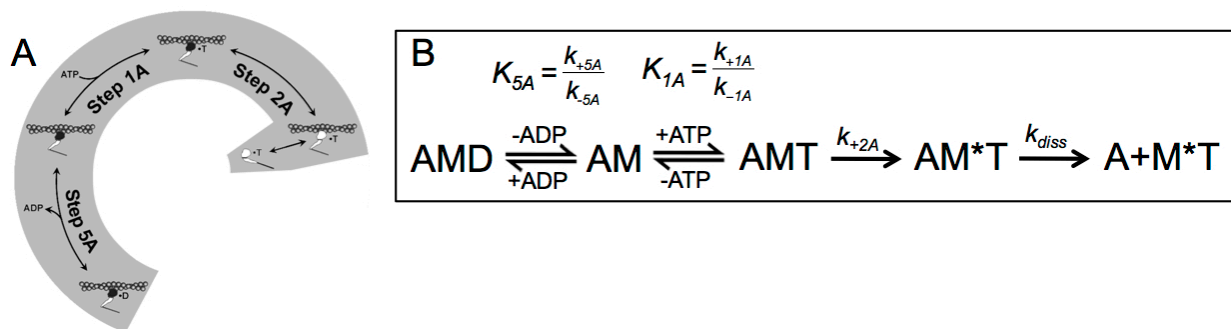 A
ATP
Step 1A
•T
Step 2A
•T
•T
ADP
Step 5A
•D
B
K5A = k+5A / k-5A K1A = k+1A / k−1A
-ADP +ATP
AMD ⇌ AM ⇌ AMT k+2A → AM*T kdiss → A+M*T
+ADP -ATP